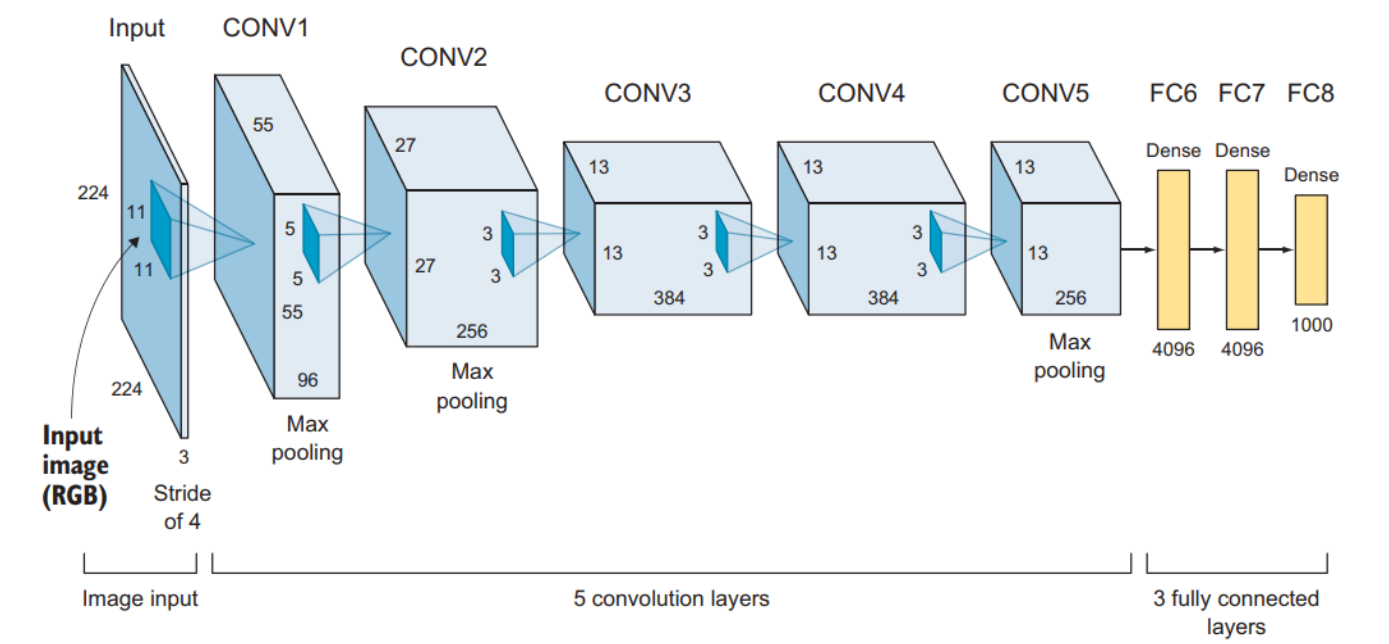 Input
CONV1
CONV2
CONV3
CONV4
CONV5
FC6
FC7
FC8
224
11
11
224
3
Stride
of 4
Input
image
(RGB)
55
5
5
55
96
Max
pooling
27
3
27
3
256
Max
pooling
13
3
13
3
384
13
3
13
3
384
13
13
256
Max
pooling
Dense
4096
Dense
4096
Dense
1000
Image input
5 convolution layers
3 fully connected
layers